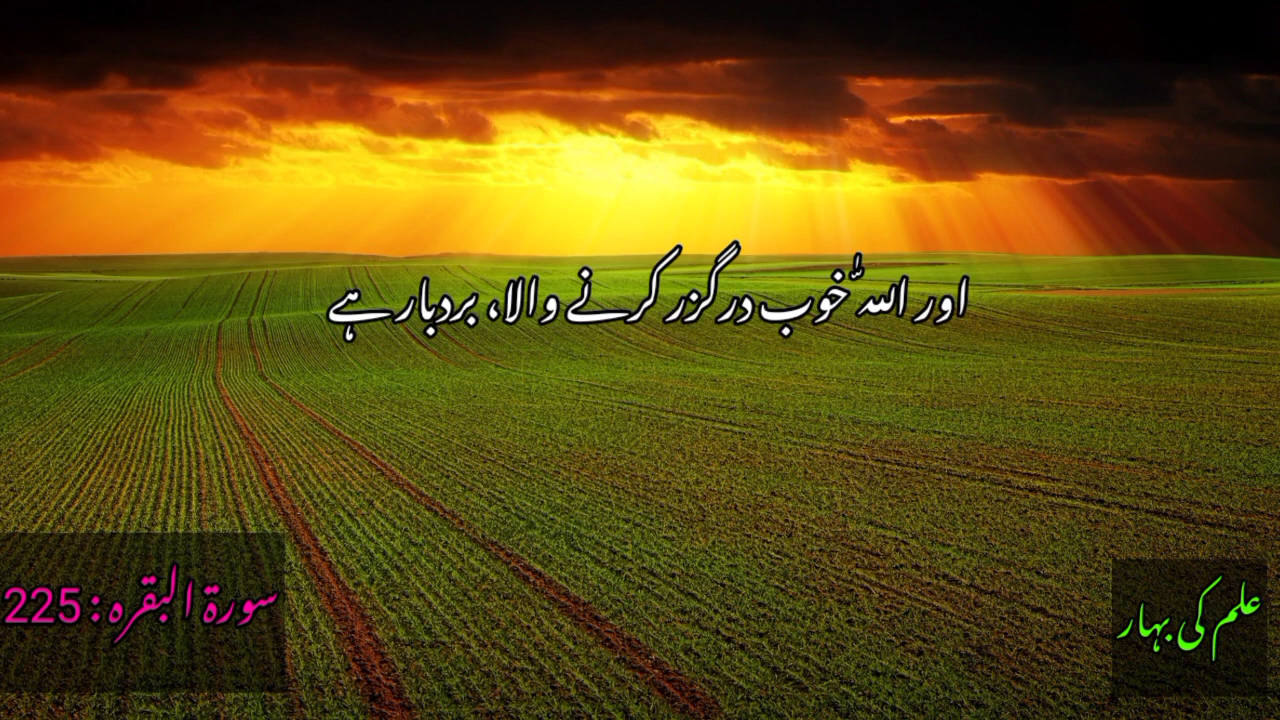 اور اللہ خوب درگزر کرنے والا، بردبار ہے
سورۃ البقرہ: 225
علم کی بہار